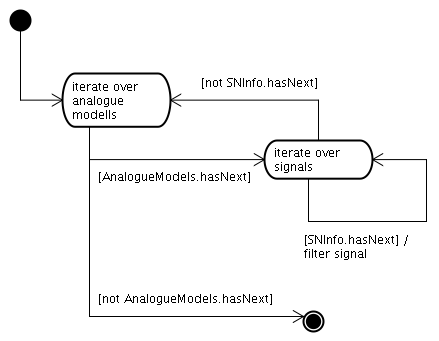 iterate over
analogue
modells
[not SNInfo.hasNext]
iterate over
signals
[AnalogueModels.hasNext]
[SNInfo.hasNext] /
filter signal
[not AnalogueModels.hasNext]